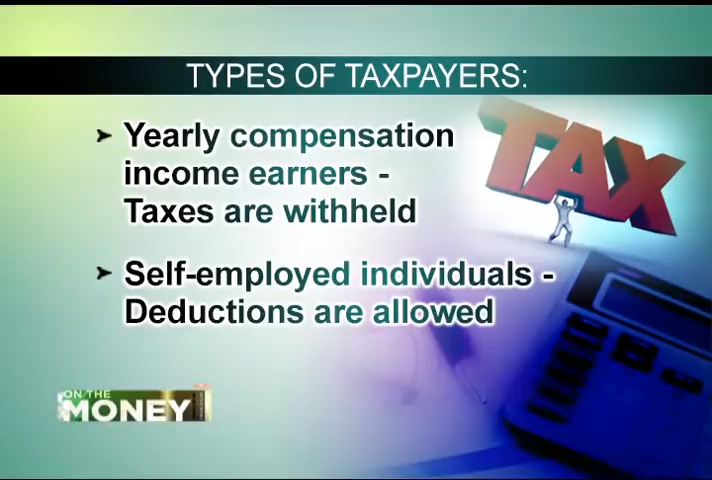 TYPES OF TAXPAYERS:
➤ Yearly compensation
income earners -
Taxes are withheld
➤ Self-employed individuals -
Deductions are allowed
TAX
ON THE
MONEY